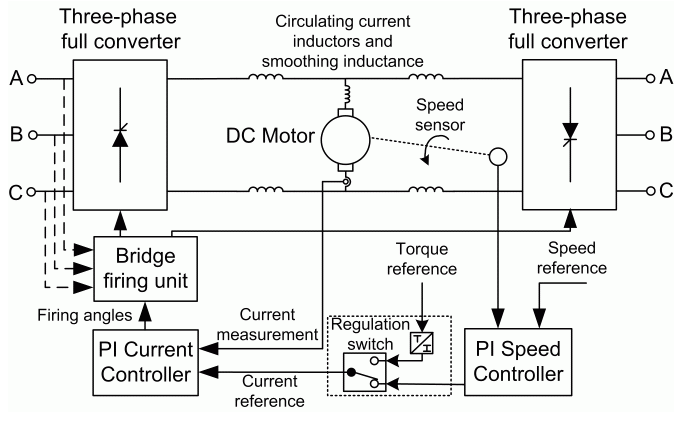 Three-phase
full converter
Circulating current
inductors and
smoothing inductance
Three-phase
full converter
A
A
Speed
sensor
B
DC Motor
B
C
C
Bridge
firing unit
Torque
reference
Speed
reference
Firing angles
Current
measurement
Regulation
switch
T
I
PI Current
Controller
PI Speed
Controller
Current
reference